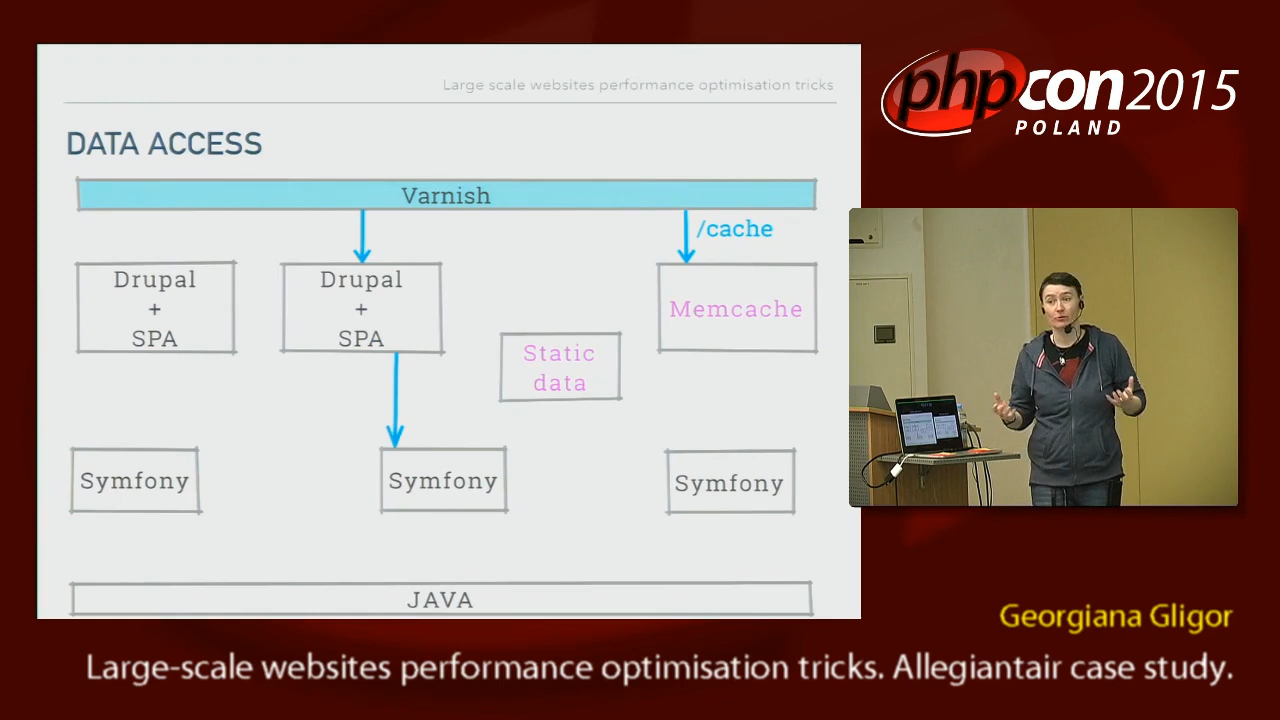 Large scale websites performance optimisation tricks
DATA ACCESS
Varnish
/cache
Drupal
+
SPA
Drupal
+
SPA
Memcache
Static
data
Symfony
Symfony
Symfony
JAVA
phpcon2015
POLAND
Georgiana Gligor
Large-scale websites performance optimisation tricks. Allegiantair case study.